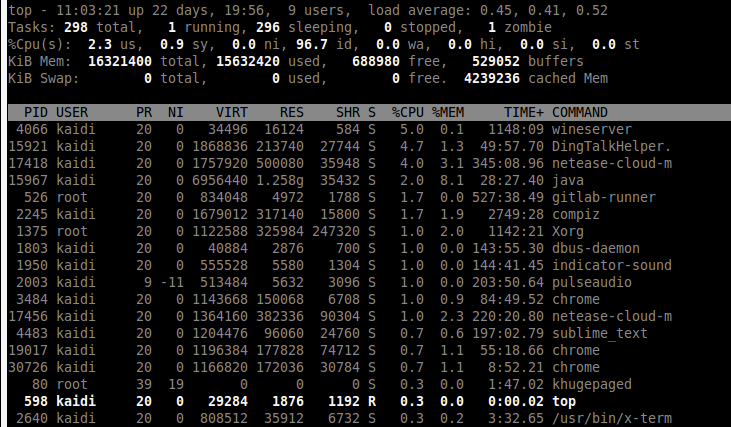 top - 11:03:21 up 22 days, 19:56,  9 users,  load average: 0.45, 0.41, 0.52
Tasks: 298 total,   1 running, 296 sleeping,   0 stopped,   1 zombie
%Cpu(s):  2.3 us,  0.9 sy,  0.0 ni, 96.7 id,  0.0 wa,  0.0 hi,  0.0 si,  0.0 st
KiB Mem:  16321400 total, 15632420 used,   688980 free,   529052 buffers
KiB Swap:        0 total,        0 used,        0 free.  4239236 cached Mem
  PID USER      PR  NI    VIRT    RES    SHR S  %CPU %MEM     TIME+ COMMAND
 4066 kaidi     20   0   34496  16124    584 S   5.0  0.1   1148:09 wineserver
15921 kaidi     20   0 1868836 213740  27744 S   4.7  1.3  49:57.70 DingTalkHelper.
17418 kaidi     20   0 1757920 500080  35948 S   4.0  3.1 345:08.96 netease-cloud-m
15967 kaidi     20   0 6956440 1.258g  35432 S   2.0  8.1  28:27.40 java
  526 root      20   0  834048   4972   1788 S   1.7  0.0 527:38.49 gitlab-runner
 2245 kaidi     20   0 1679012 317140  15800 S   1.7  1.9   2749:28 compiz
 1375 root      20   0 1122588 325984 247320 S   1.0  2.0   1142:21 Xorg
 1803 kaidi     20   0   40884   2876    700 S   1.0  0.0 143:55.30 dbus-daemon
 1950 kaidi     20   0  555528   5580   1304 S   1.0  0.0 144:41.45 indicator-sound
 2003 kaidi      9 -11  513484   5632   3096 S   1.0  0.0 203:50.64 pulseaudio
 3484 kaidi     20   0 1143668 150068   6708 S   1.0  0.9  84:49.52 chrome
17456 kaidi     20   0 1364160 382336  90304 S   1.0  2.3 220:20.80 netease-cloud-m
 4483 kaidi     20   0 1204476  96060  24760 S   0.7  0.6 197:02.79 sublime_text
19017 kaidi     20   0 1196384 177828  74712 S   0.7  1.1  55:18.66 chrome
30726 kaidi     20   0 1166820 172036  30784 S   0.7  1.1   8:52.21 chrome
   80 root      39  19       0      0      0 S   0.3  0.0   1:47.02 khugepaged
  598 kaidi     20   0   29284   1876   1192 R   0.3  0.0   0:00.02 top
 2640 kaidi     20   0  808512  35912   6732 S   0.3  0.2   3:32.65 /usr/bin/x-term